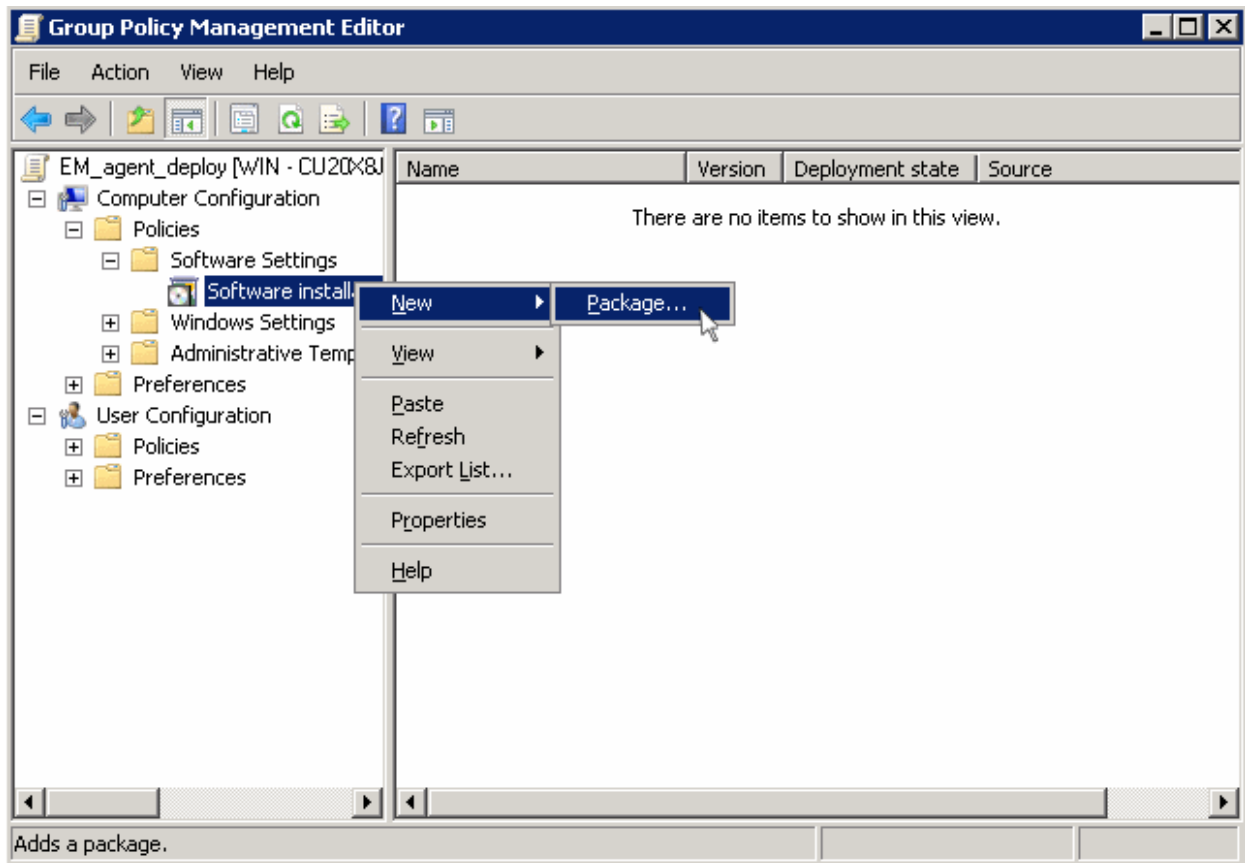 Group Policy Management Editor
File Action View Help
EM_agent_deploy [WIN - CU20X8J
Name Version Deployment state Source
Computer Configuration
There are no items to show in this view.
Policies
Software Settings
Software install
New
Package...
Windows Settings
Administrative Temp
View
Preferences
Paste
User Configuration
Refresh
Policies
Export List...
Preferences
Properties
Help
Adds a package.